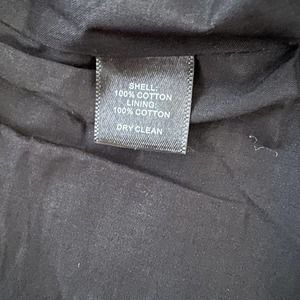 SHELL:
100% COTTON
LINING:
100% COTTON
DRY CLEAN